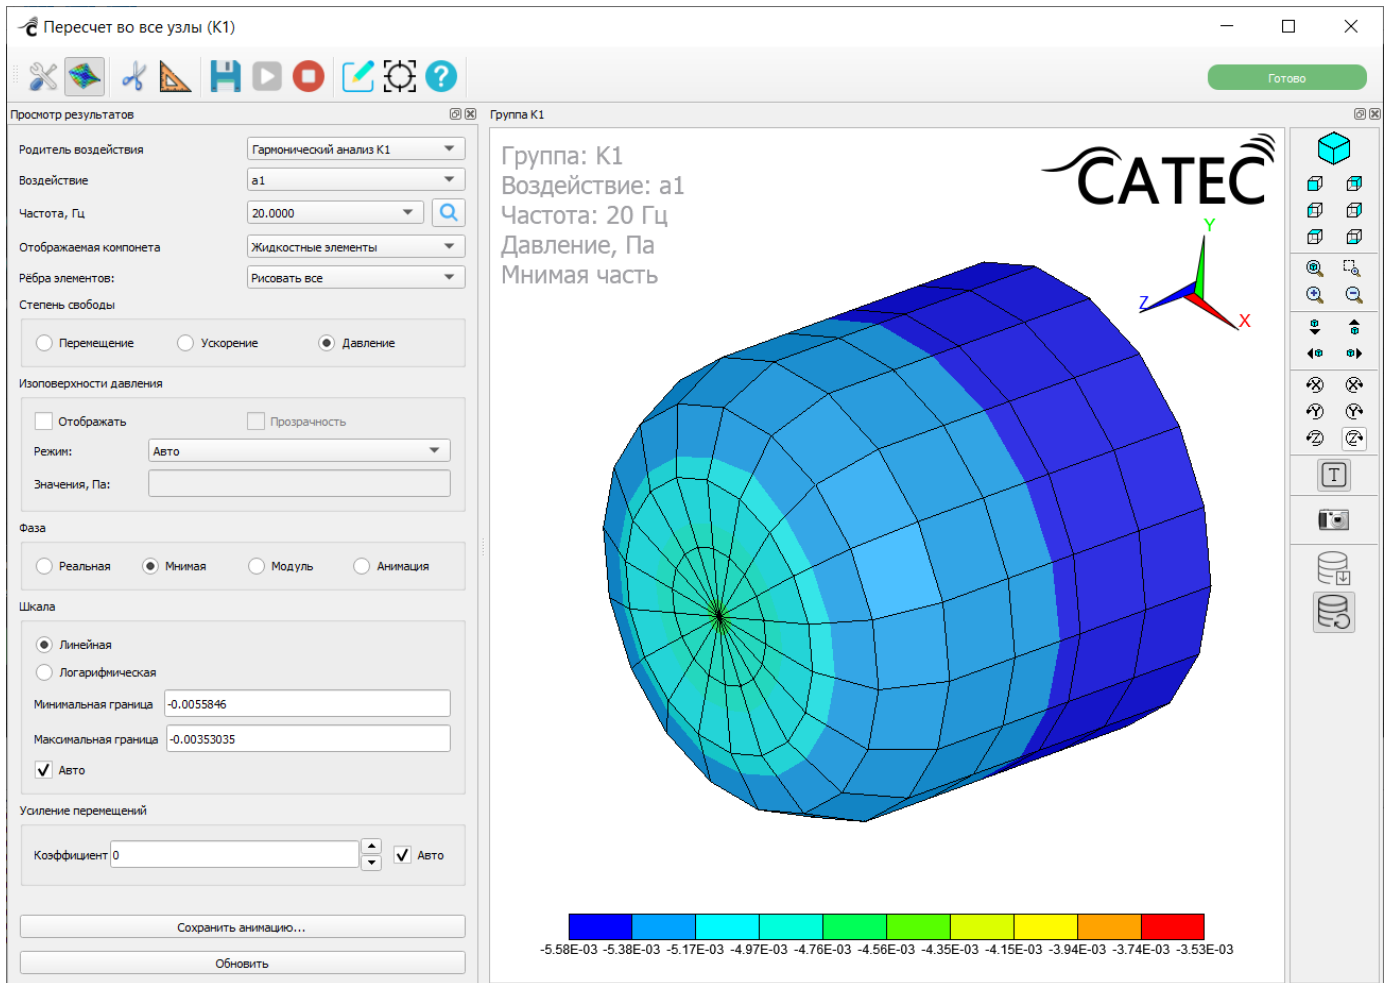 Пересчет во все узлы (К1)
Готово
Просмотр результатов
Родитель воздействия
Гармонический анализ К1
Воздействие
a1
Частота, Гц
20.0000
Отображаемая компонета
Жидкостные элементы
Рёбра элементов:
Рисовать все
Степень свободы
Перемещение
Ускорение
Давление
Изоповерхности давления
Отображать
Прозрачность
Режим:
Авто
Значения, Па:
Фаза
Реальная
Мнимая
Модуль
Анимация
Шкала
Линейная
Логарифмическая
Минимальная граница
-0.0055846
Максимальная граница
-0.00353035
Авто
Усиление перемещений
Коэффициент
0
Авто
Сохранить анимацию...
Обновить
Группа К1
Группа: К1
Воздействие: a1
Частота: 20 Гц
Давление, Па
Мнимая часть
CATEC
Y
Z
X
-5.58E-03 -5.38E-03 -5.17E-03 -4.97E-03 -4.76E-03 -4.56E-03 -4.35E-03 -4.15E-03 -3.94E-03 -3.74E-03 -3.53E-03
X X
Y Y
Z Z
T